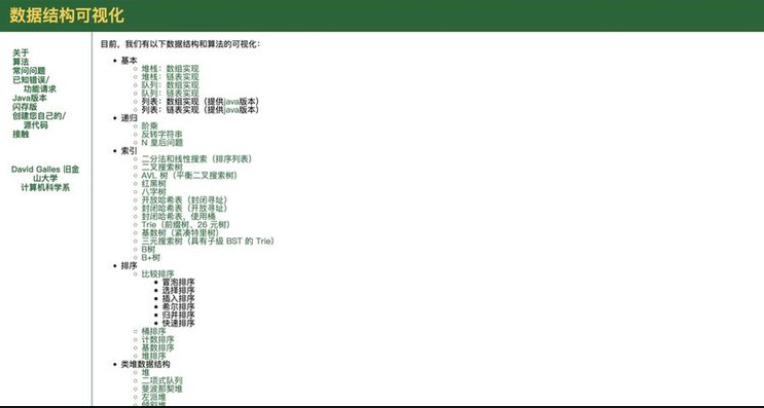 数据结构可视化
关于
算法
常问问题
已知错误/
功能请求
Java版本
闪存版
创建您自己的/
源代码
接触
David Galles 旧金
山大学
计算机科学系
目前，我们有以下数据结构和算法的可视化：
基本
堆栈：数组实现
堆栈：链表实现
队列：数组实现
队列：链表实现
列表：数组实现（提供java版本）
列表：链表实现（提供java版本）
递归
阶乘
反转字符串
N 皇后问题
索引
二分法和线性搜索（排序列表）
二叉搜索树
AVL 树（平衡二叉搜索树）
红黑树
八字树
开放哈希表（封闭寻址）
封闭哈希表（开放寻址）
封闭哈希表，使用桶
Trie（前缀树、26 元树）
基数树（紧凑特里树）
三元搜索树（具有子级 BST 的 Trie）
B树
B+树
排序
比较排序
冒泡排序
选择排序
插入排序
希尔排序
归并排序
快速排序
桶排序
计数排序
基数排序
堆排序
类堆数据结构
堆
二项式队列
斐波那契堆
左派堆